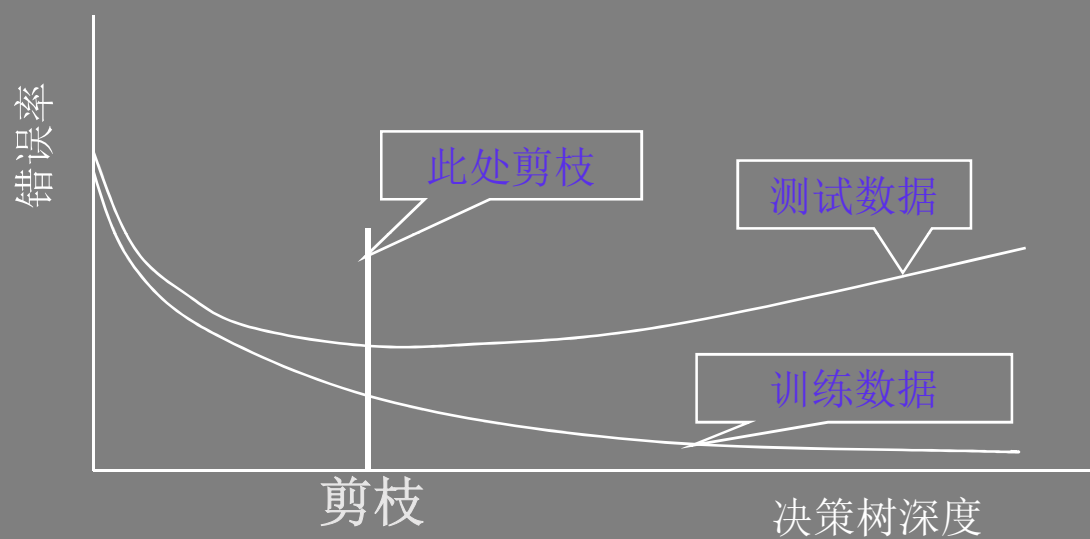 错误率
此处剪枝
测试数据
训练数据
剪枝
决策树深度